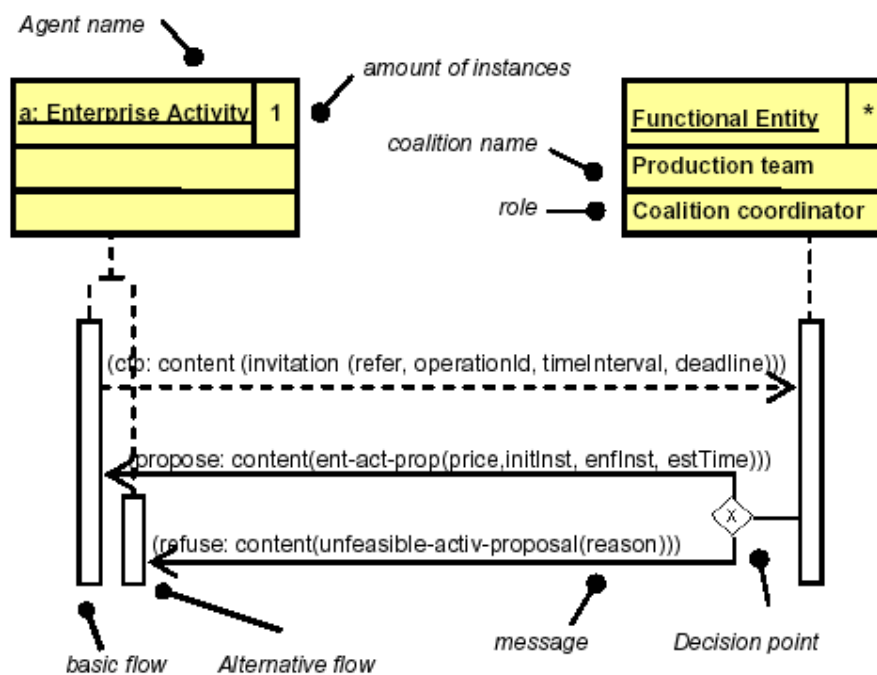 Agent name
amount of instances
a: Enterprise Activity 1
Functional Entity *
coalition name
Production team
role
Coalition coordinator
(cfp: content (invitation (refer, operationId, timeInterval, deadline)))
(propose: content(ent-act-prop(price,initInst, enfInst, estTime)))
X
(refuse: content(unfeasible-activ-proposal(reason)))
basic flow
Alternative flow
message
Decision point